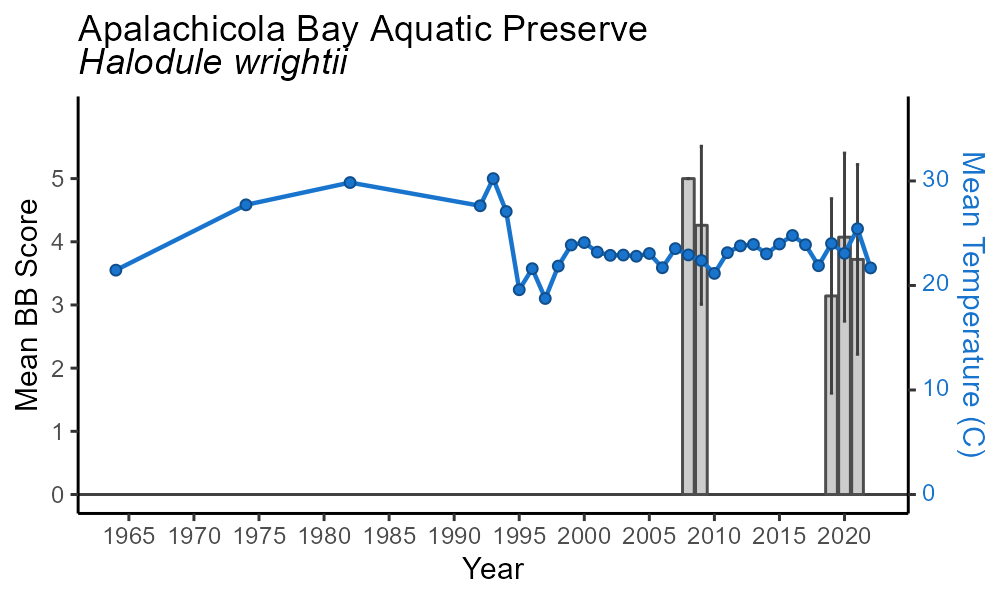 Apalachicola Bay Aquatic Preserve
Halodule wrightii
Mean BB Score
5
4
3
2
1
0
30
20
10
0
Mean Temperature (C)
1965 1970 1975 1980 1985 1990 1995 2000 2005 2010 2015 2020
Year